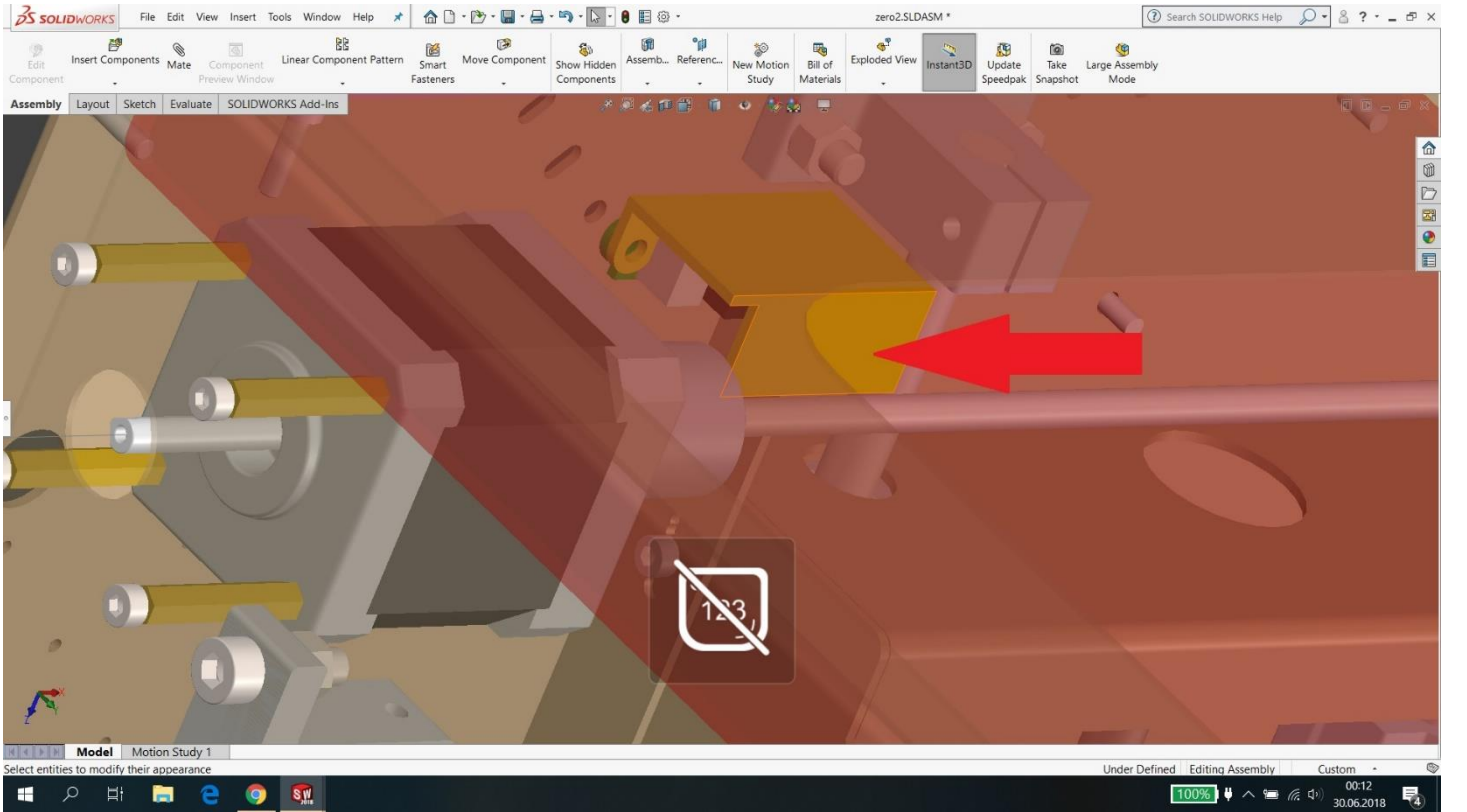 SOLIDWORKS File Edit View Insert Tools Window Help zero2.SLDASM * Search SOLIDWORKS Help ?
Edit Component
Insert Components
Mate
Component Preview Window
Linear Component Pattern
Smart Fasteners
Move Component
Show Hidden Components
Assemb...
Referenc...
New Motion Study
Bill of Materials
Exploded View
Instant3D
Update Speedpak
Take Snapshot
Large Assembly Mode
Assembly Layout Sketch Evaluate SOLIDWORKS Add-Ins
123
Model Motion Study 1
Select entities to modify their appearance Under Defined Editing Assembly Custom
100% 00:12
30.06.2018